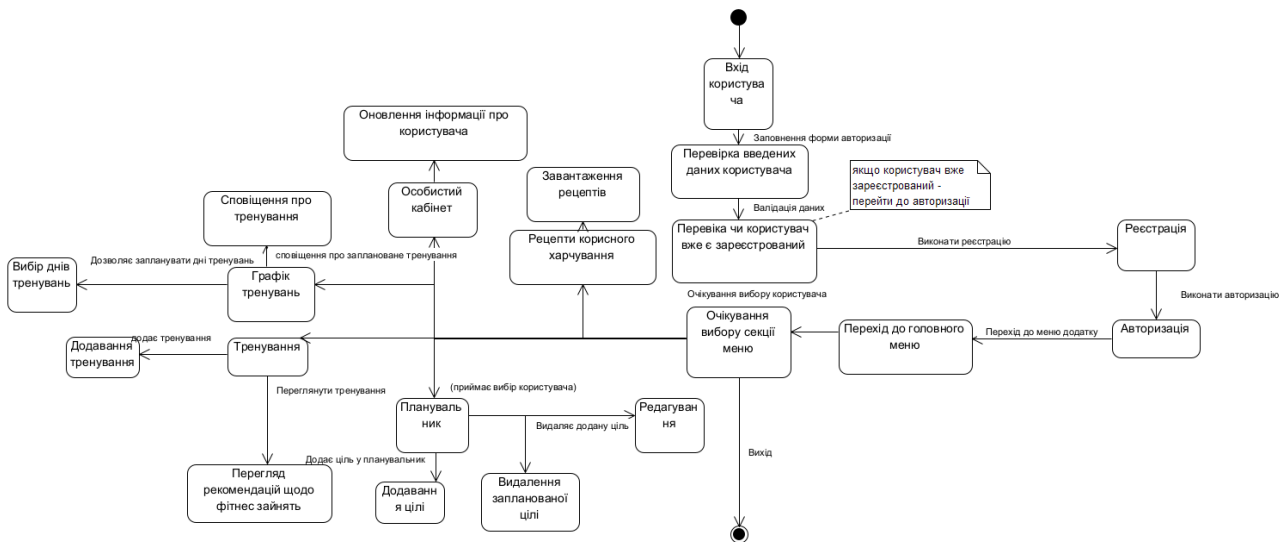 Вхід
користува
ча
Заповнення форми авторизації
Оновлення інформації про
користувача
Перевірка введених
даних користувача
якщо користувач вже
зареєстрований -
перейти до авторизації
Завантаження
рецептів
Особистий
кабінет
Сповіщення про
тренування
Валідація даних
Перевіка чи користувач
вже є зареєстрований
Виконати реєстрацію
Реєстрація
Рецепти корисного
харчування
Дозволяє запланувати дні тренувань
сповіщення про заплановане тренування
Вибір днів
тренувань
Графік
тренувань
Очікування вибору користувача
Виконати авторизацію
Очікування
вибору секції
меню
Перехід до головного
меню
Перехід до меню додатку
Авторизація
додає тренування
Додавання
тренування
Тренування
Переглянути тренування
(приймає вибір користувача)
Планувaль
ник
Редагуван
ня
Видаляє додану ціль
Вихід
Додає ціль у планувальник
Перегляд
рекомендацій щодо
фітнес зайнять
Додаванн
я цілі
Видалення
запланованої
цілі